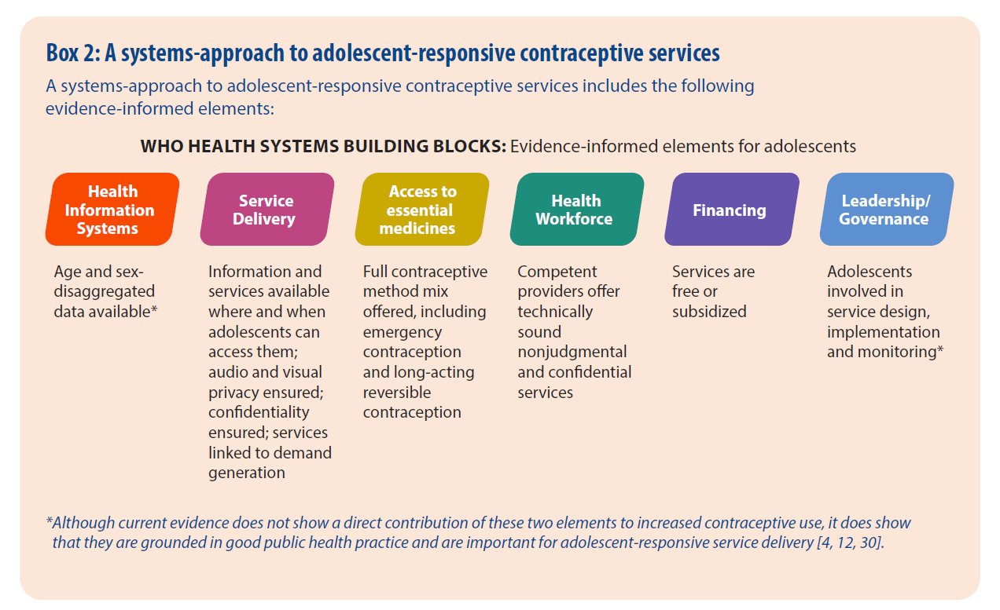 Box 2: A systems-approach to adolescent-responsive contraceptive services
A systems-approach to adolescent-responsive contraceptive services includes the following
evidence-informed elements:
WHO HEALTH SYSTEMS BUILDING BLOCKS: Evidence-informed elements for adolescents
Health
Information
Systems
Age and sex-
disaggregated
data available*
Service
Delivery
Information and
services available
where and when
adolescents can
access them;
audio and visual
privacy ensured;
confidentiality
ensured; services
linked to demand
generation
Access to
essential
medicines
Full contraceptive
method mix
offered, including
emergency
contraception
and long-acting
reversible
contraception
Health
Workforce
Competent
providers offer
technically
sound
nonjudgmental
and confidential
services
Financing
Services are
free or
subsidized
Leadership/
Governance
Adolescents
involved in
service design,
implementation
and monitoring*
*Although current evidence does not show a direct contribution of these two elements to increased contraceptive use, it does show
that they are grounded in good public health practice and are important for adolescent-responsive service delivery [4, 12, 30].